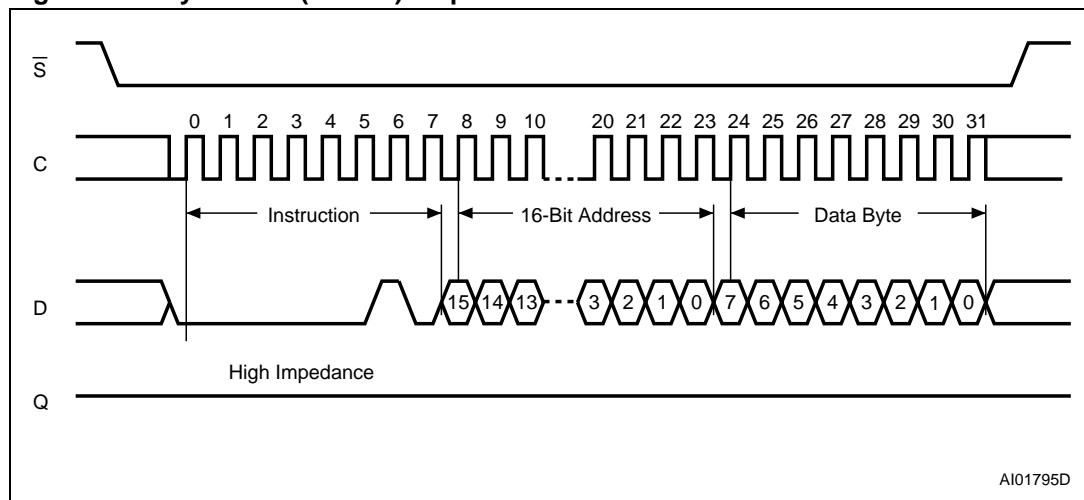 S
0 1 2 3 4 5 6 7 8 9 10 20 21 22 23 24 25 26 27 28 29 30 31
C
Instruction 16-Bit Address Data Byte
D 15 14 13 3 2 1 0 7 6 5 4 3 2 1 0
High Impedance
Q
AI01795D